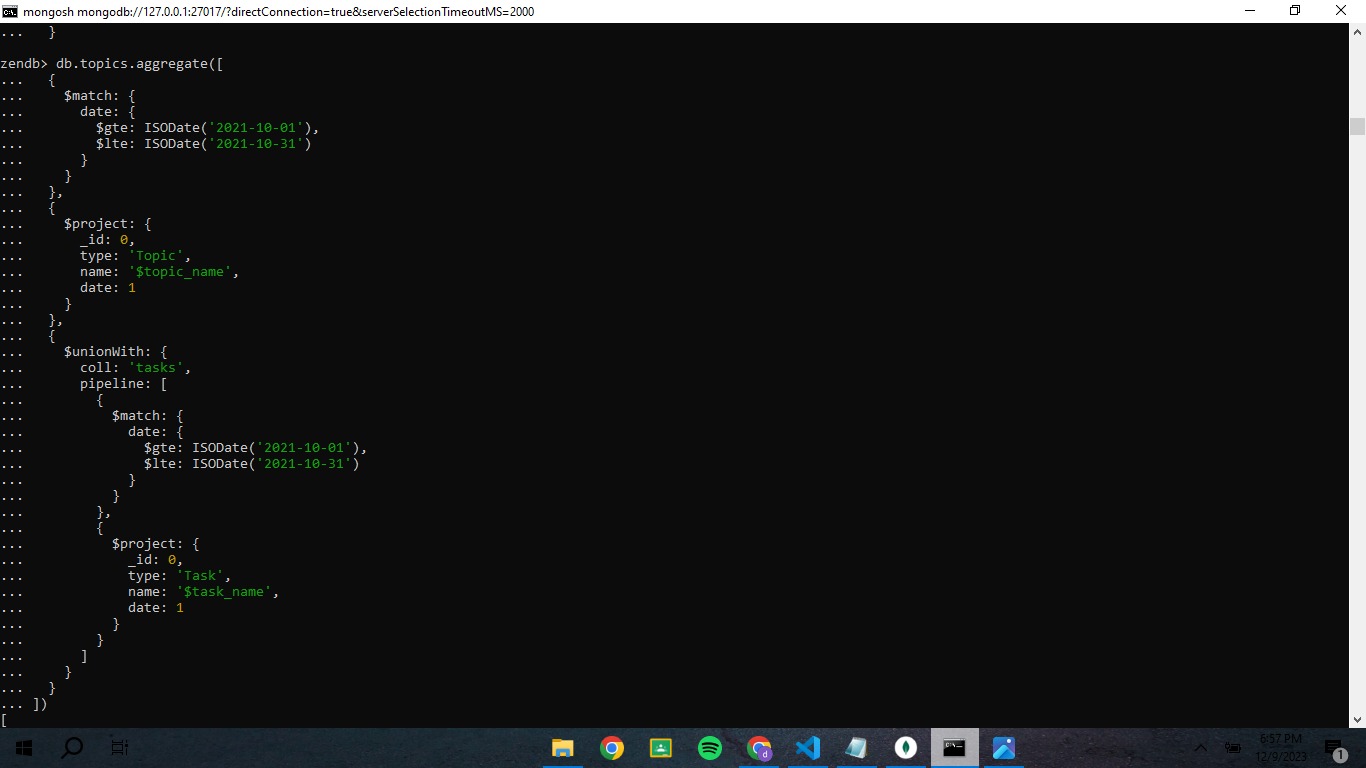 mongosh mongodb://127.0.0.1:27017/?directConnection=true&serverSelectionTimeoutMS=2000
...     }
zendb> db.topics.aggregate([
...     {
...       $match: {
...         date: {
...           $gte: ISODate('2021-10-01'),
...           $lte: ISODate('2021-10-31')
...         }
...       }
...     },
...     {
...       $project: {
...         _id: 0,
...         type: 'Topic',
...         name: '$topic_name',
...         date: 1
...       }
...     },
...     {
...       $unionWith: {
...         coll: 'tasks',
...         pipeline: [
...           {
...             $match: {
...               date: {
...                 $gte: ISODate('2021-10-01'),
...                 $lte: ISODate('2021-10-31')
...               }
...             }
...           },
...           {
...             $project: {
...               _id: 0,
...               type: 'Task',
...               name: '$task_name',
...               date: 1
...             }
...           }
...         ]
...       }
...     }
... ])
[
6:57 PM
12/9/2023
1